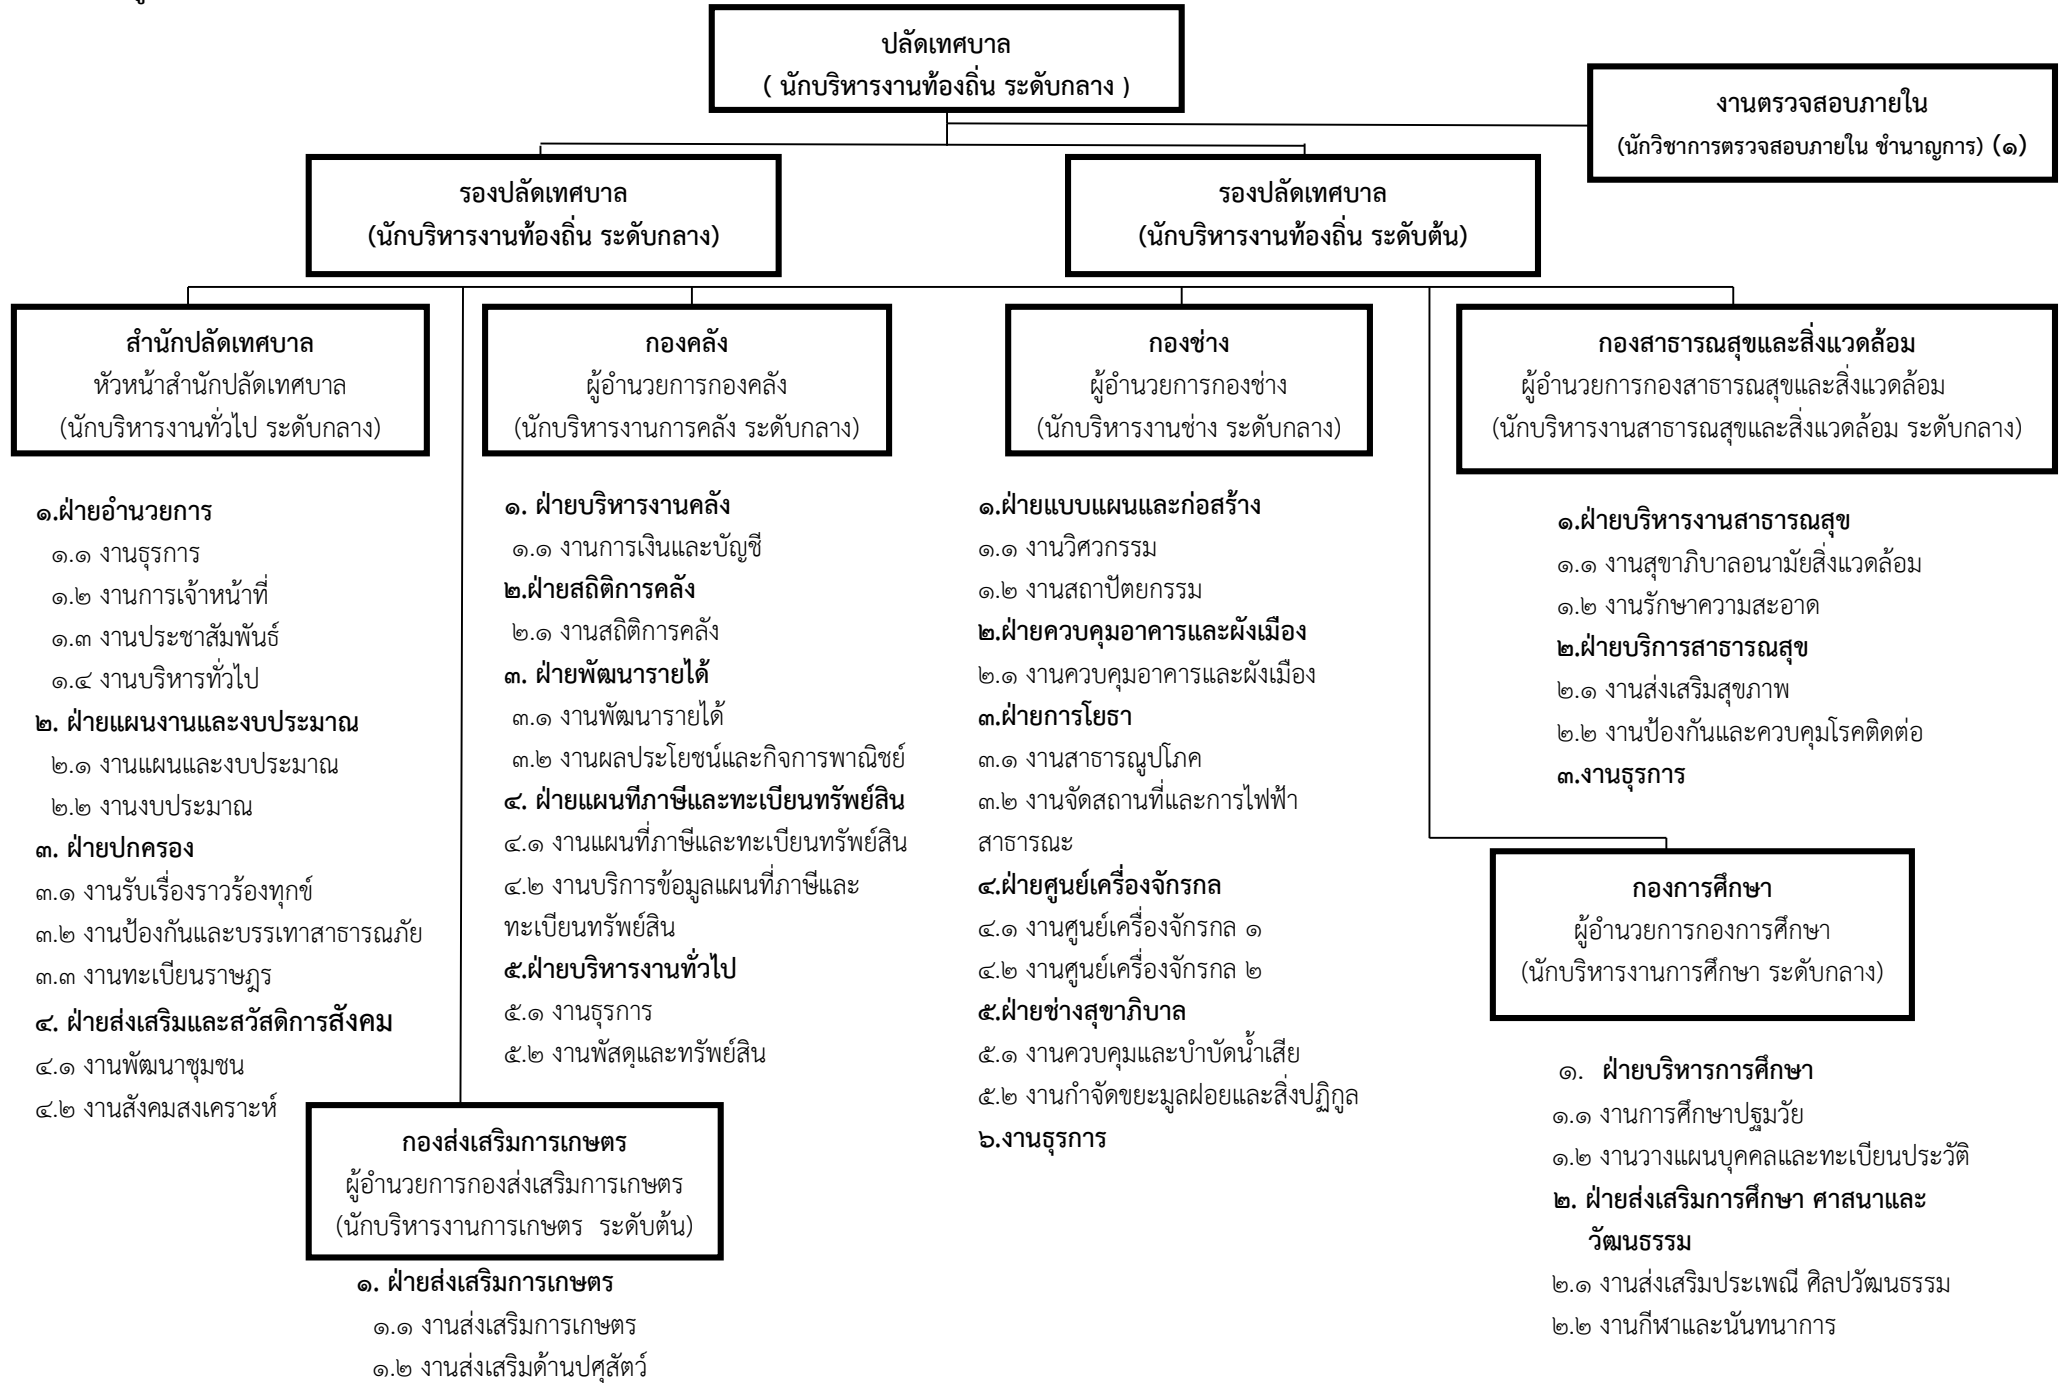 ปลัดเทศบาล
( นักบริหารงานท้องถิ่น ระดับกลาง )
งานตรวจสอบภายใน
(นักวิชาการตรวจสอบภายใน ชำนาญการ) (๑)
รองปลัดเทศบาล
(นักบริหารงานท้องถิ่น ระดับกลาง)
รองปลัดเทศบาล
(นักบริหารงานท้องถิ่น ระดับต้น)
สำนักปลัดเทศบาล
หัวหน้าสำนักปลัดเทศบาล
(นักบริหารงานทั่วไป ระดับกลาง)
๑.ฝ่ายอำนวยการ
๑.๑ งานธุรการ
๑.๒ งานการเจ้าหน้าที่
๑.๓ งานประชาสัมพันธ์
๑.๔ งานบริหารทั่วไป
๒. ฝ่ายแผนงานและงบประมาณ
๒.๑ งานแผนและงบประมาณ
๒.๒ งานงบประมาณ
๓. ฝ่ายปกครอง
๓.๑ งานรับเรื่องราวร้องทุกข์
๓.๒ งานป้องกันและบรรเทาสาธารณภัย
๓.๓ งานทะเบียนราษฎร
๔. ฝ่ายส่งเสริมและสวัสดิการสังคม
๔.๑ งานพัฒนาชุมชน
๔.๒ งานสังคมสงเคราะห์
กองคลัง
ผู้อำนวยการกองคลัง
(นักบริหารงานการคลัง ระดับกลาง)
๑. ฝ่ายบริหารงานคลัง
๑.๑ งานการเงินและบัญชี
๒.ฝ่ายสถิติการคลัง
๒.๑ งานสถิติการคลัง
๓. ฝ่ายพัฒนารายได้
๓.๑ งานพัฒนารายได้
๓.๒ งานผลประโยชน์และกิจการพาณิชย์
๔. ฝ่ายแผนทีภาษีและทะเบียนทรัพย์สิน
๔.๑ งานแผนที่ภาษีและทะเบียนทรัพย์สิน
๔.๒ งานบริการข้อมูลแผนที่ภาษีและ
ทะเบียนทรัพย์สิน
๕.ฝ่ายบริหารงานทั่วไป
๕.๑ งานธุรการ
๕.๒ งานพัสดุและทรัพย์สิน
กองส่งเสริมการเกษตร
ผู้อำนวยการกองส่งเสริมการเกษตร
(นักบริหารงานการเกษตร ระดับต้น)
๑. ฝ่ายส่งเสริมการเกษตร
๑.๑ งานส่งเสริมการเกษตร
๑.๒ งานส่งเสริมด้านปศุสัตว์
กองช่าง
ผู้อำนวยการกองช่าง
(นักบริหารงานช่าง ระดับกลาง)
๑.ฝ่ายแบบแผนและก่อสร้าง
๑.๑ งานวิศวกรรม
๑.๒ งานสถาปัตยกรรม
๒.ฝ่ายควบคุมอาคารและผังเมือง
๒.๑ งานควบคุมอาคารและผังเมือง
๓.ฝ่ายการโยธา
๓.๑ งานสาธารณูปโภค
๓.๒ งานจัดสถานที่และการไฟฟ้า
สาธารณะ
๔.ฝ่ายศูนย์เครื่องจักรกล
๔.๑ งานศูนย์เครื่องจักรกล ๑
๔.๒ งานศูนย์เครื่องจักรกล ๒
๕.ฝ่ายช่างสุขาภิบาล
๕.๑ งานควบคุมและบำบัดน้ำเสีย
๕.๒ งานกำจัดขยะมูลฝอยและสิ่งปฏิกูล
๖.งานธุรการ
กองสาธารณสุขและสิ่งแวดล้อม
ผู้อำนวยการกองสาธารณสุขและสิ่งแวดล้อม
(นักบริหารงานสาธารณสุขและสิ่งแวดล้อม ระดับกลาง)
๑.ฝ่ายบริหารงานสาธารณสุข
๑.๑ งานสุขาภิบาลอนามัยสิ่งแวดล้อม
๑.๒ งานรักษาความสะอาด
๒.ฝ่ายบริการสาธารณสุข
๒.๑ งานส่งเสริมสุขภาพ
๒.๒ งานป้องกันและควบคุมโรคติดต่อ
๓.งานธุรการ
กองการศึกษา
ผู้อำนวยการกองการศึกษา
(นักบริหารงานการศึกษา ระดับกลาง)
๑. ฝ่ายบริหารการศึกษา
๑.๑ งานการศึกษาปฐมวัย
๑.๒ งานวางแผนบุคคลและทะเบียนประวัติ
๒. ฝ่ายส่งเสริมการศึกษา ศาสนาและ
วัฒนธรรม
๒.๑ งานส่งเสริมประเพณี ศิลปวัฒนธรรม
๒.๒ งานกีฬาและนันทนาการ